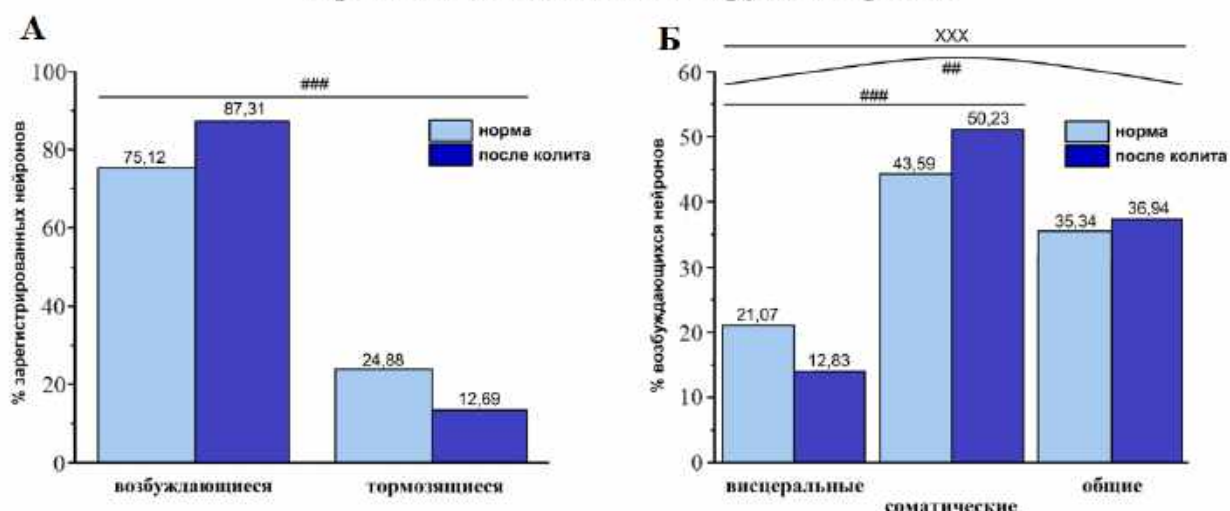 А
###
100
80
60
40
20
0
% зарегистрированных нейронов
75,12
87,31
24,88
12,69
норма
после колита
возбуждающиеся
тормозящиеся
Б
XXX
##
###
60
50
40
30
20
10
0
% возбуждающихся нейронов
21,07
12,83
43,59
50,23
35,34
36,94
норма
после колита
висцеральные
соматические
общие